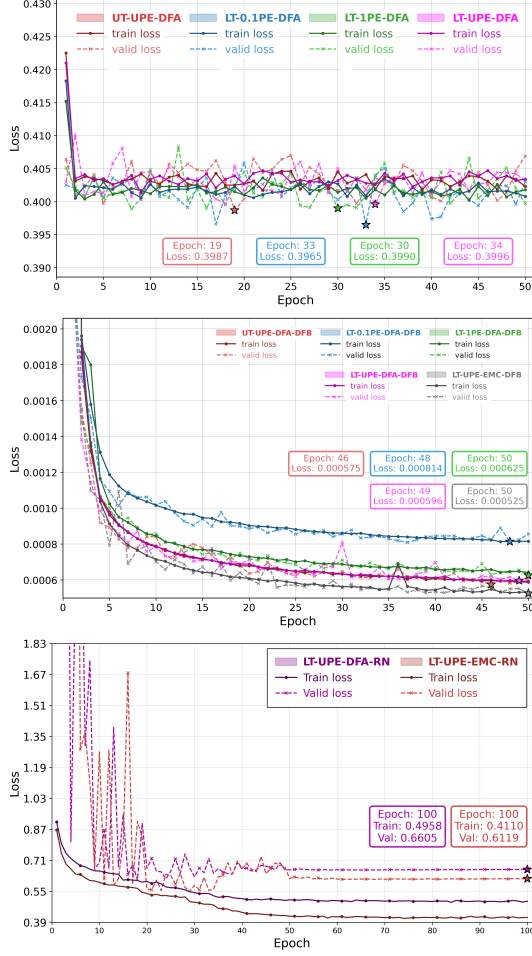 0.430
0.425
0.420
0.415
0.410
0.405
0.400
0.395
0.390
Loss
UT-UPE-DFA LT-0.1PE-DFA LT-1PE-DFA LT-UPE-DFA
train loss train loss train loss train loss
valid loss valid loss valid loss valid loss
Epoch: 19 Epoch: 33 Epoch: 30 Epoch: 34
Loss: 0.3987 Loss: 0.3965 Loss: 0.3990 Loss: 0.3996
0 5 10 15 20 25 30 35 40 45 50
Epoch
0.0020
0.0018
0.0016
0.0014
0.0012
0.0010
0.0008
0.0006
Loss
UT-UPE-DFA-DFB LT-0.1PE-DFA-DFB LT-1PE-DFA-DFB
train loss train loss train loss
valid loss valid loss valid loss
LT-UPE-DFA-DFB LT-UPE-EMC-DFB
train loss train loss
valid loss valid loss
Epoch: 46 Epoch: 48 Epoch: 50
Loss: 0.000575 Loss: 0.000814 Loss: 0.000625
Epoch: 49 Epoch: 50
Loss: 0.000596 Loss: 0.000525
0 5 10 15 20 25 30 35 40 45 50
Epoch
1.83
1.67
1.51
1.35
1.19
1.03
0.87
0.71
0.55
0.39
Loss
LT-UPE-DFA-RN LT-UPE-EMC-RN
Train loss Train loss
Valid loss Valid loss
Epoch: 100 Epoch: 100
Train: 0.4958 Train: 0.4110
Val: 0.6605 Val: 0.6119
0 10 20 30 40 50 60 70 80 90 100
Epoch